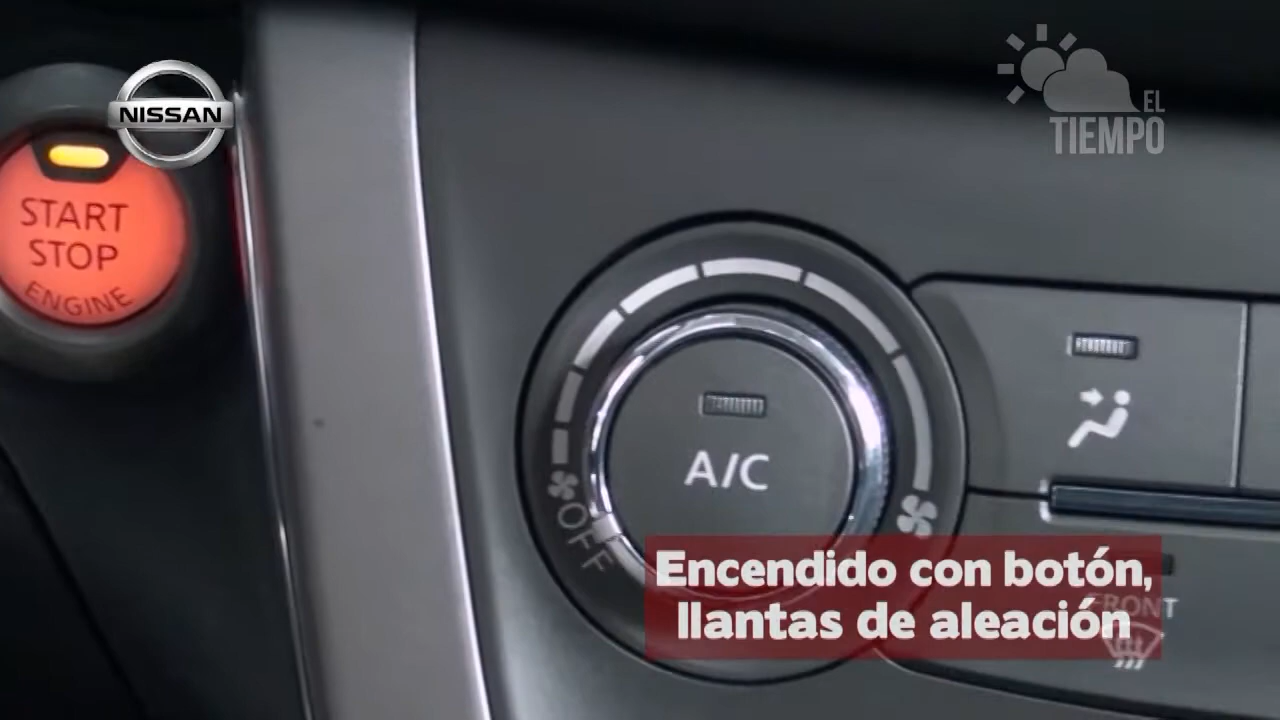 NISSAN
EL
TIEMPO
START
STOP
ENGINE
A/C
OFF
FRONT
Encendido con botón,
llantas de aleación